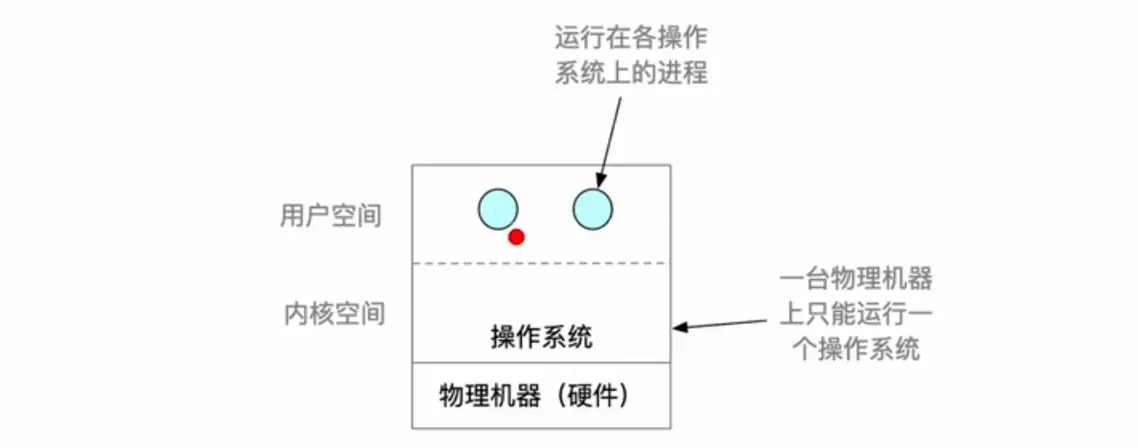 运行在各操作
系统上的进程
用户空间
内核空间
一台物理机器
上只能运行一
个操作系统
操作系统
物理机器（硬件）